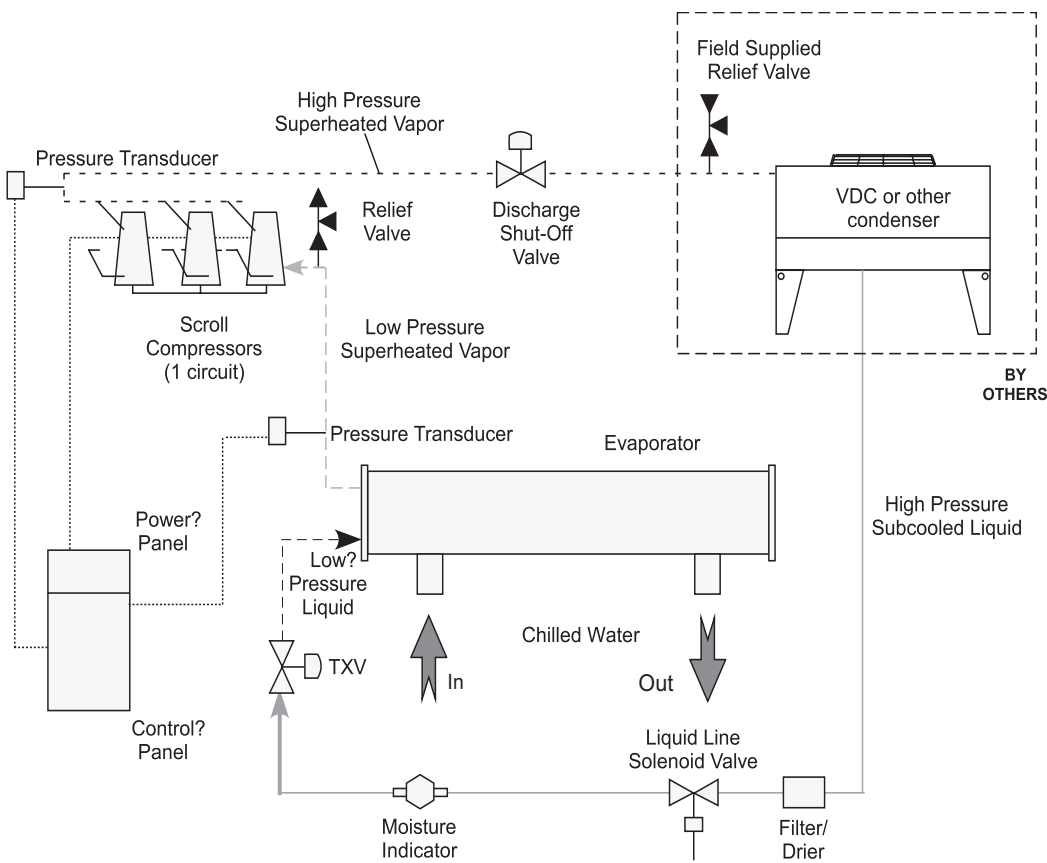 Field Supplied
Relief Valve
High Pressure
Superheated Vapor
Pressure Transducer
VDC or other
condenser
Relief
Valve
Discharge
Shut-Off
Valve
Scroll
Compressors
(1 circuit)
Low Pressure
Superheated Vapor
BY
OTHERS
Pressure Transducer
Evaporator
High Pressure
Subcooled Liquid
Power?
Panel
Low?
Pressure
Liquid
Chilled Water
TXV
In
Out
Control?
Panel
Liquid Line
Solenoid Valve
Moisture
Indicator
Filter/
Drier